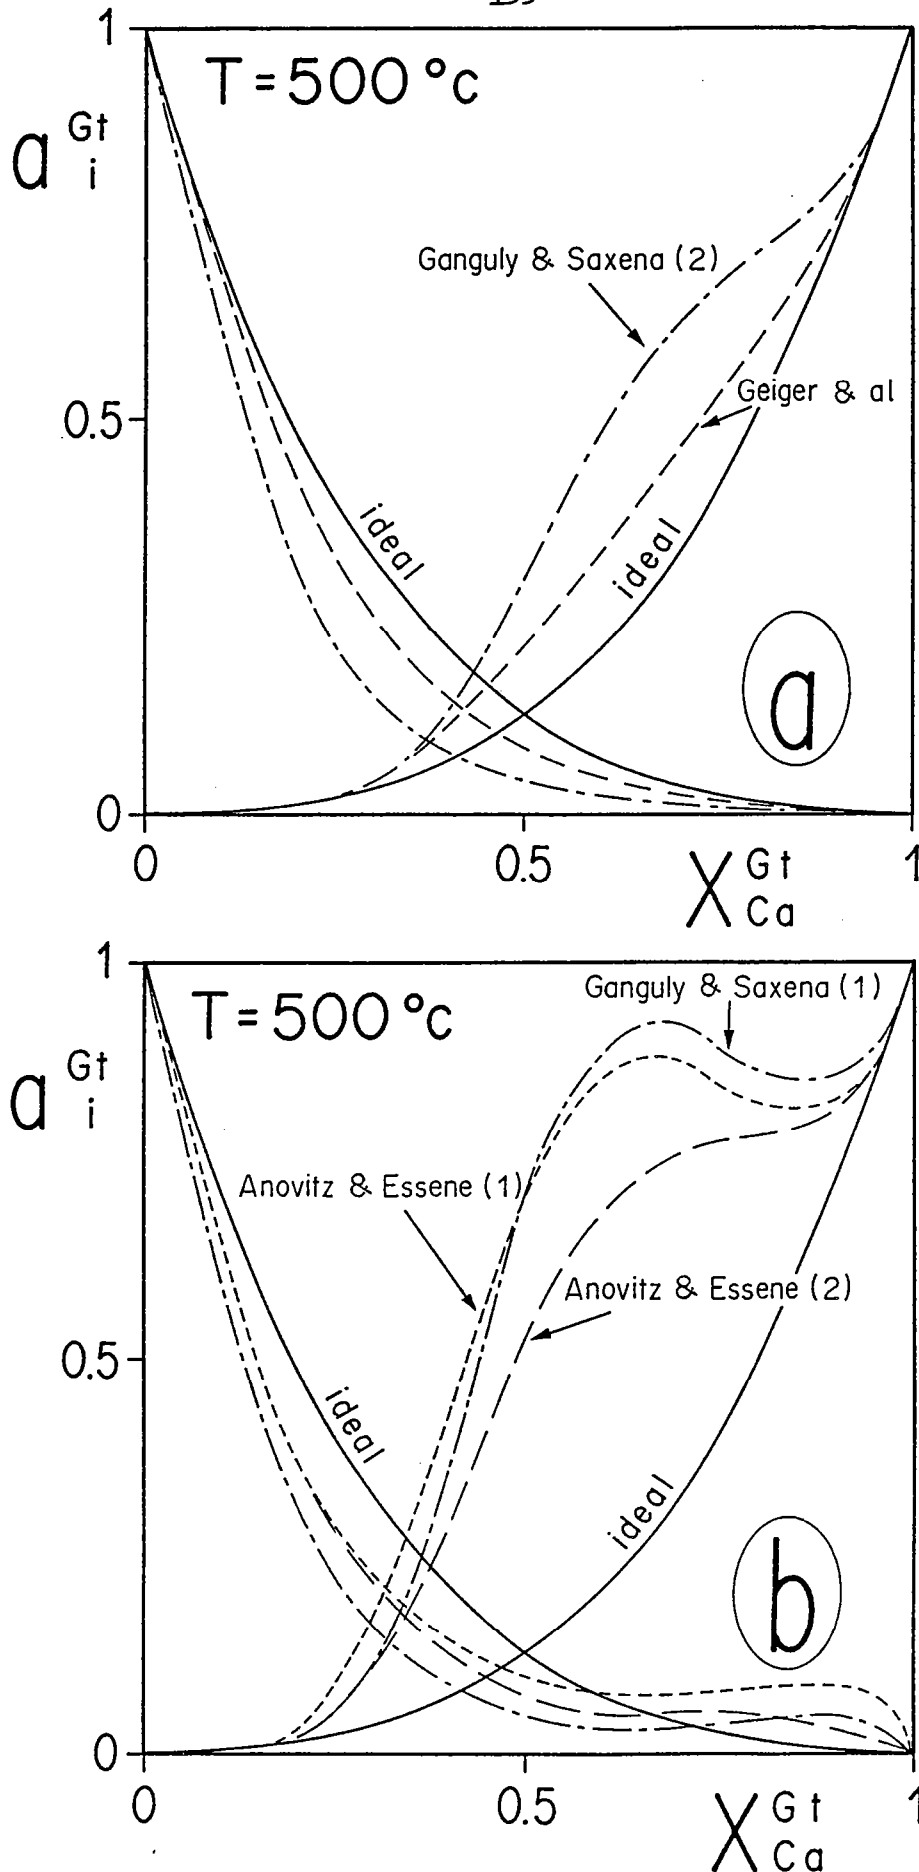 1
T = 500 °c
a Gt i
Ganguly & Saxena (2)
Geiger & al
0.5
ideal
ideal
a
0
0
0.5
1
X Gt Ca
1
Ganguly & Saxena (1)
T = 500 °c
a Gt i
Anovitz & Essene (1)
Anovitz & Essene (2)
0.5
ideal
ideal
b
0
0
0.5
1
X Gt Ca